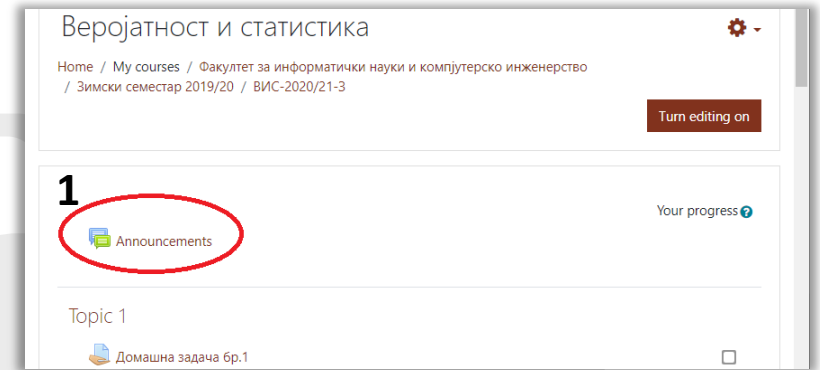 Веројатност и статистика
Home / My courses / Факултет за информатички науки и компјутерско инженерство
/ Зимски семестар 2019/20 / ВИС-2020/21-3
Turn editing on
1
Your progress
Announcements
Topic 1
Домашна задача бр.1